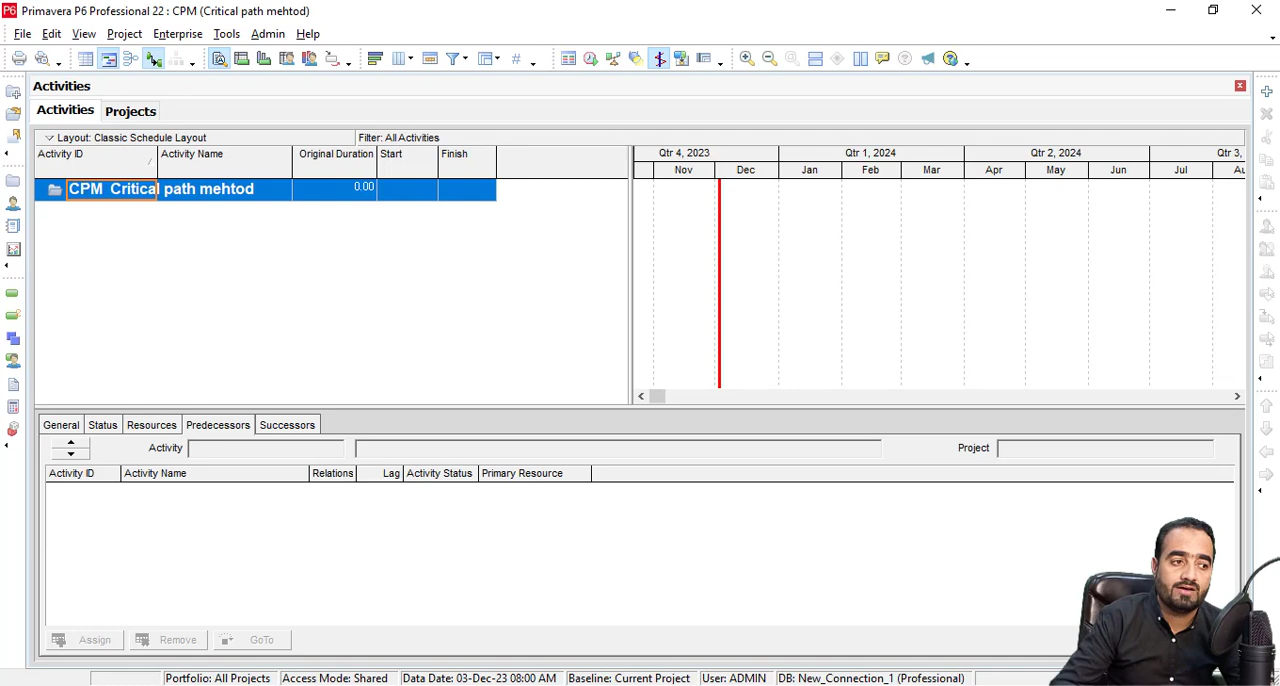 Primavera P6 Professional 22 : CPM (Critical path mehtod)
File Edit View Project Enterprise Tools Admin Help
Activities
Activities Projects
Layout: Classic Schedule Layout Filter: All Activities
Activity ID Activity Name Original Duration Start Finish
Qtr 4, 2023 Qtr 1, 2024 Qtr 2, 2024 Qtr 3,
Nov Dec Jan Feb Mar Apr May Jun Jul Au
CPM Critical path mehtod 0.00
General Status Resources Predecessors Successors
Activity Project
Activity ID Activity Name Relations Lag Activity Status Primary Resource
Assign Remove GoTo
Portfolio: All Projects Access Mode: Shared Data Date: 03-Dec-23 8:00 AM Baseline: Current Project User: ADMIN DB: New_Connection_1 (Professional)